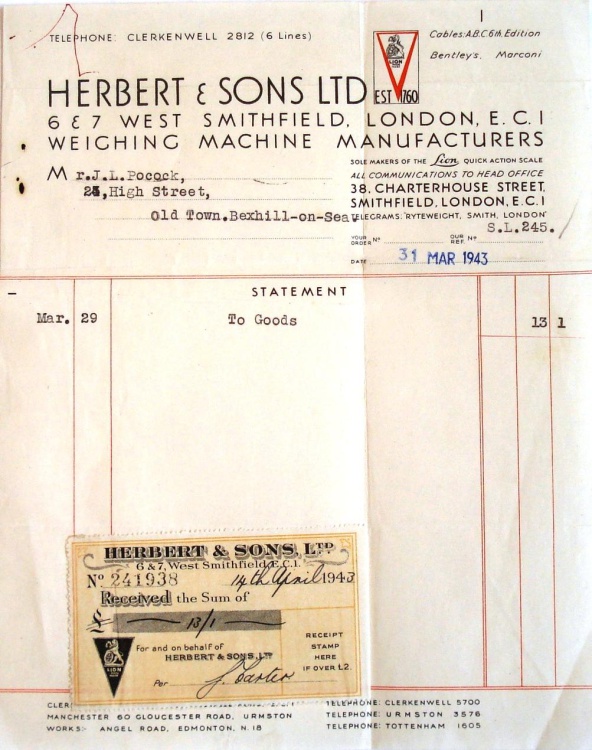 TELEPHONE: CLERKENWELL 2812 (6 Lines)
Cables: A.B.C. 6th. Edition
Bentley's. Marconi
LION
EST 1760
HERBERT & SONS LTD
6 & 7 WEST SMITHFIELD, LONDON, E.C.1
WEIGHING MACHINE MANUFACTURERS
SOLE MAKERS OF THE Lion QUICK ACTION SCALE
ALL COMMUNICATIONS TO HEAD OFFICE
38. CHARTERHOUSE STREET,
SMITHFIELD, LONDON, E.C.1
TELEGRAMS: "RYTEWEIGHT, SMITH, LONDON"
Mr.J.L.Pocock,
High Street,
Old Town.Bexhill-on-Sea
S.L.245.
YOUR ORDER No
OUR REF. No
DATE 31 MAR 1943
STATEMENT
Mar. 29 To Goods 13 1
HERBERT & SONS, LTD
6 & 7, West Smithfield E.C.1.
No 241938 14th April 1943
Received the Sum of
£ 13/1
LION
For and on behalf of
HERBERT & SONS, LTD
Per J. Carter
RECEIPT
STAMP
HERE
IF OVER £2.
CLER
TELEPHONE: CLERKENWELL 5700
MANCHESTER 60 GLOUCESTER ROAD, URMSTON
TELEPHONE: URMSTON 3576
WORKS:- ANGEL ROAD, EDMONTON, N.18
TELEPHONE: TOTTENHAM 1605